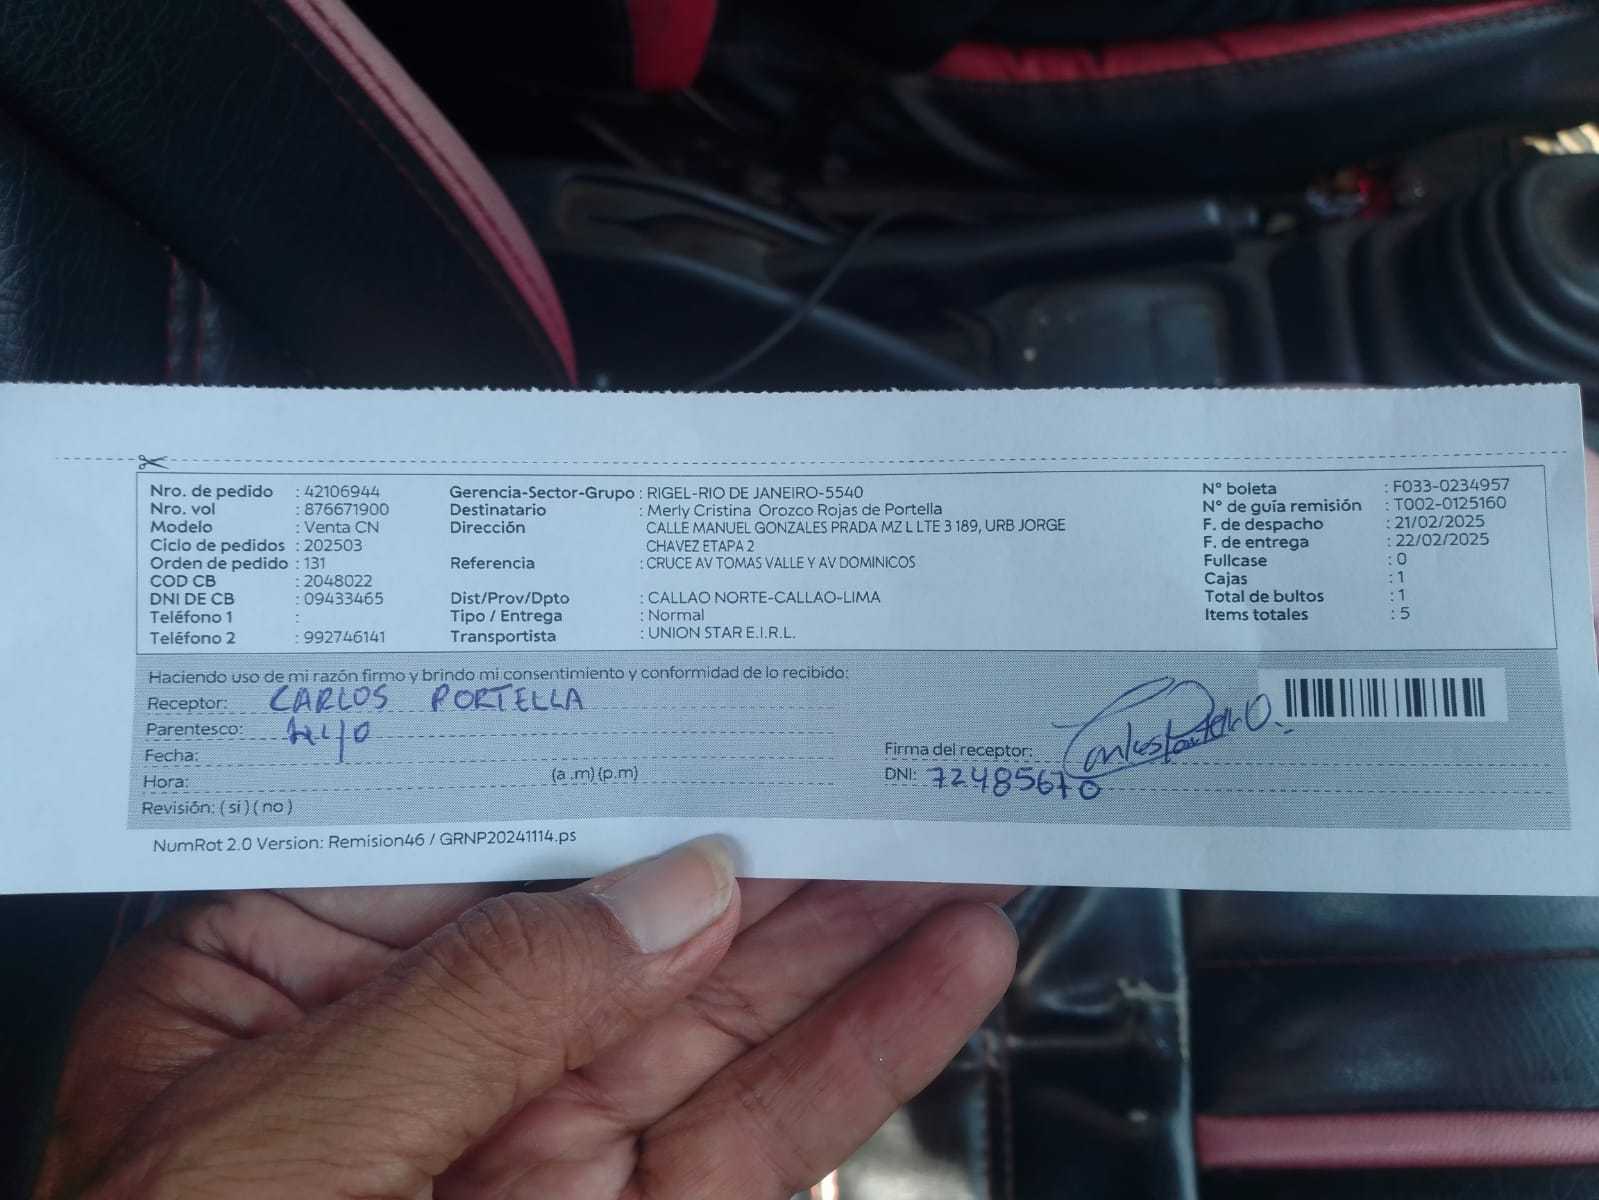 Nro. de pedido : 42106944
Nro. vol : 876671900
Modelo : Venta CN
Ciclo de pedidos : 202503
Orden de pedido : 131
COD CB : 2048022
DNI DE CB : 09433465
Teléfono 1 :
Teléfono 2 : 992746141
Gerencia-Sector-Grupo : RIGEL-RIO DE JANEIRO-5540
Destinatario : Merly Cristina Orozco Rojas de Portella
Dirección CALLE MANUEL GONZALES PRADA MZ L LTE 3 189, URB JORGE
CHAVEZ ETAPA 2
Referencia : CRUCE AV TOMAS VALLE Y AV DOMINICOS
Dist/Prov/Dpto : CALLAO NORTE-CALLAO-LIMA
Tipo / Entrega : Normal
Transportista : UNION STAR E.I.R.L.
N° boleta : F033-0234957
N° de guía remisión : T002-0125160
F. de despacho : 21/02/2025
F. de entrega : 22/02/2025
Fullcase : 0
Cajas : 1
Total de bultos : 1
Items totales : 5
Haciendo uso de mi razón firmo y brindo mi consentimiento y conformidad de lo recibido:
Receptor: CARLOS PORTELLA
Parentesco: HIJO
Fecha:
Hora: (a .m) (p.m)
Revisión: ( si ) ( no )
Firma del receptor: Carlos Portella
DNI: 72485670
NumRot 2.0 Version: Remision46 / GRNP20241114.ps